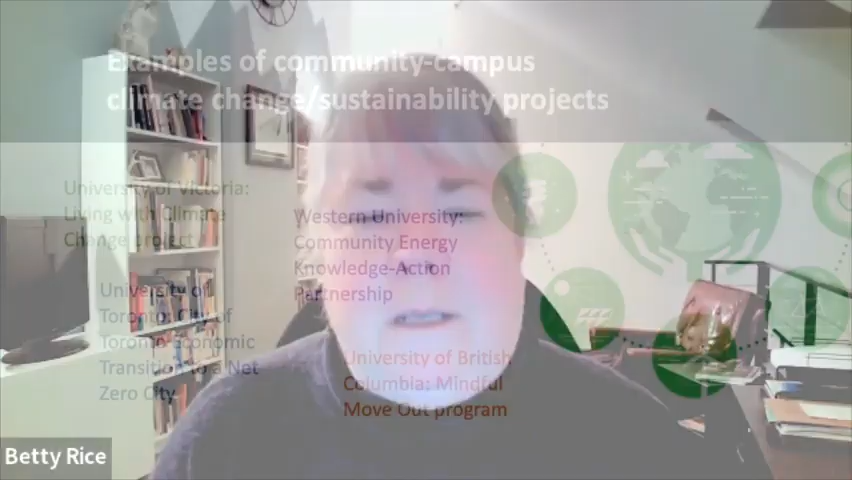 Examples of community-campus
climate change/sustainability projects
University of Victoria:
Living with Climate
Change project
Western University:
Community Energy
Knowledge-Action
Partnership
University of
Toronto: City of
Toronto Economic
Transition to a Net
Zero City
University of British
Columbia: Mindful
Move Out program
Betty Rice